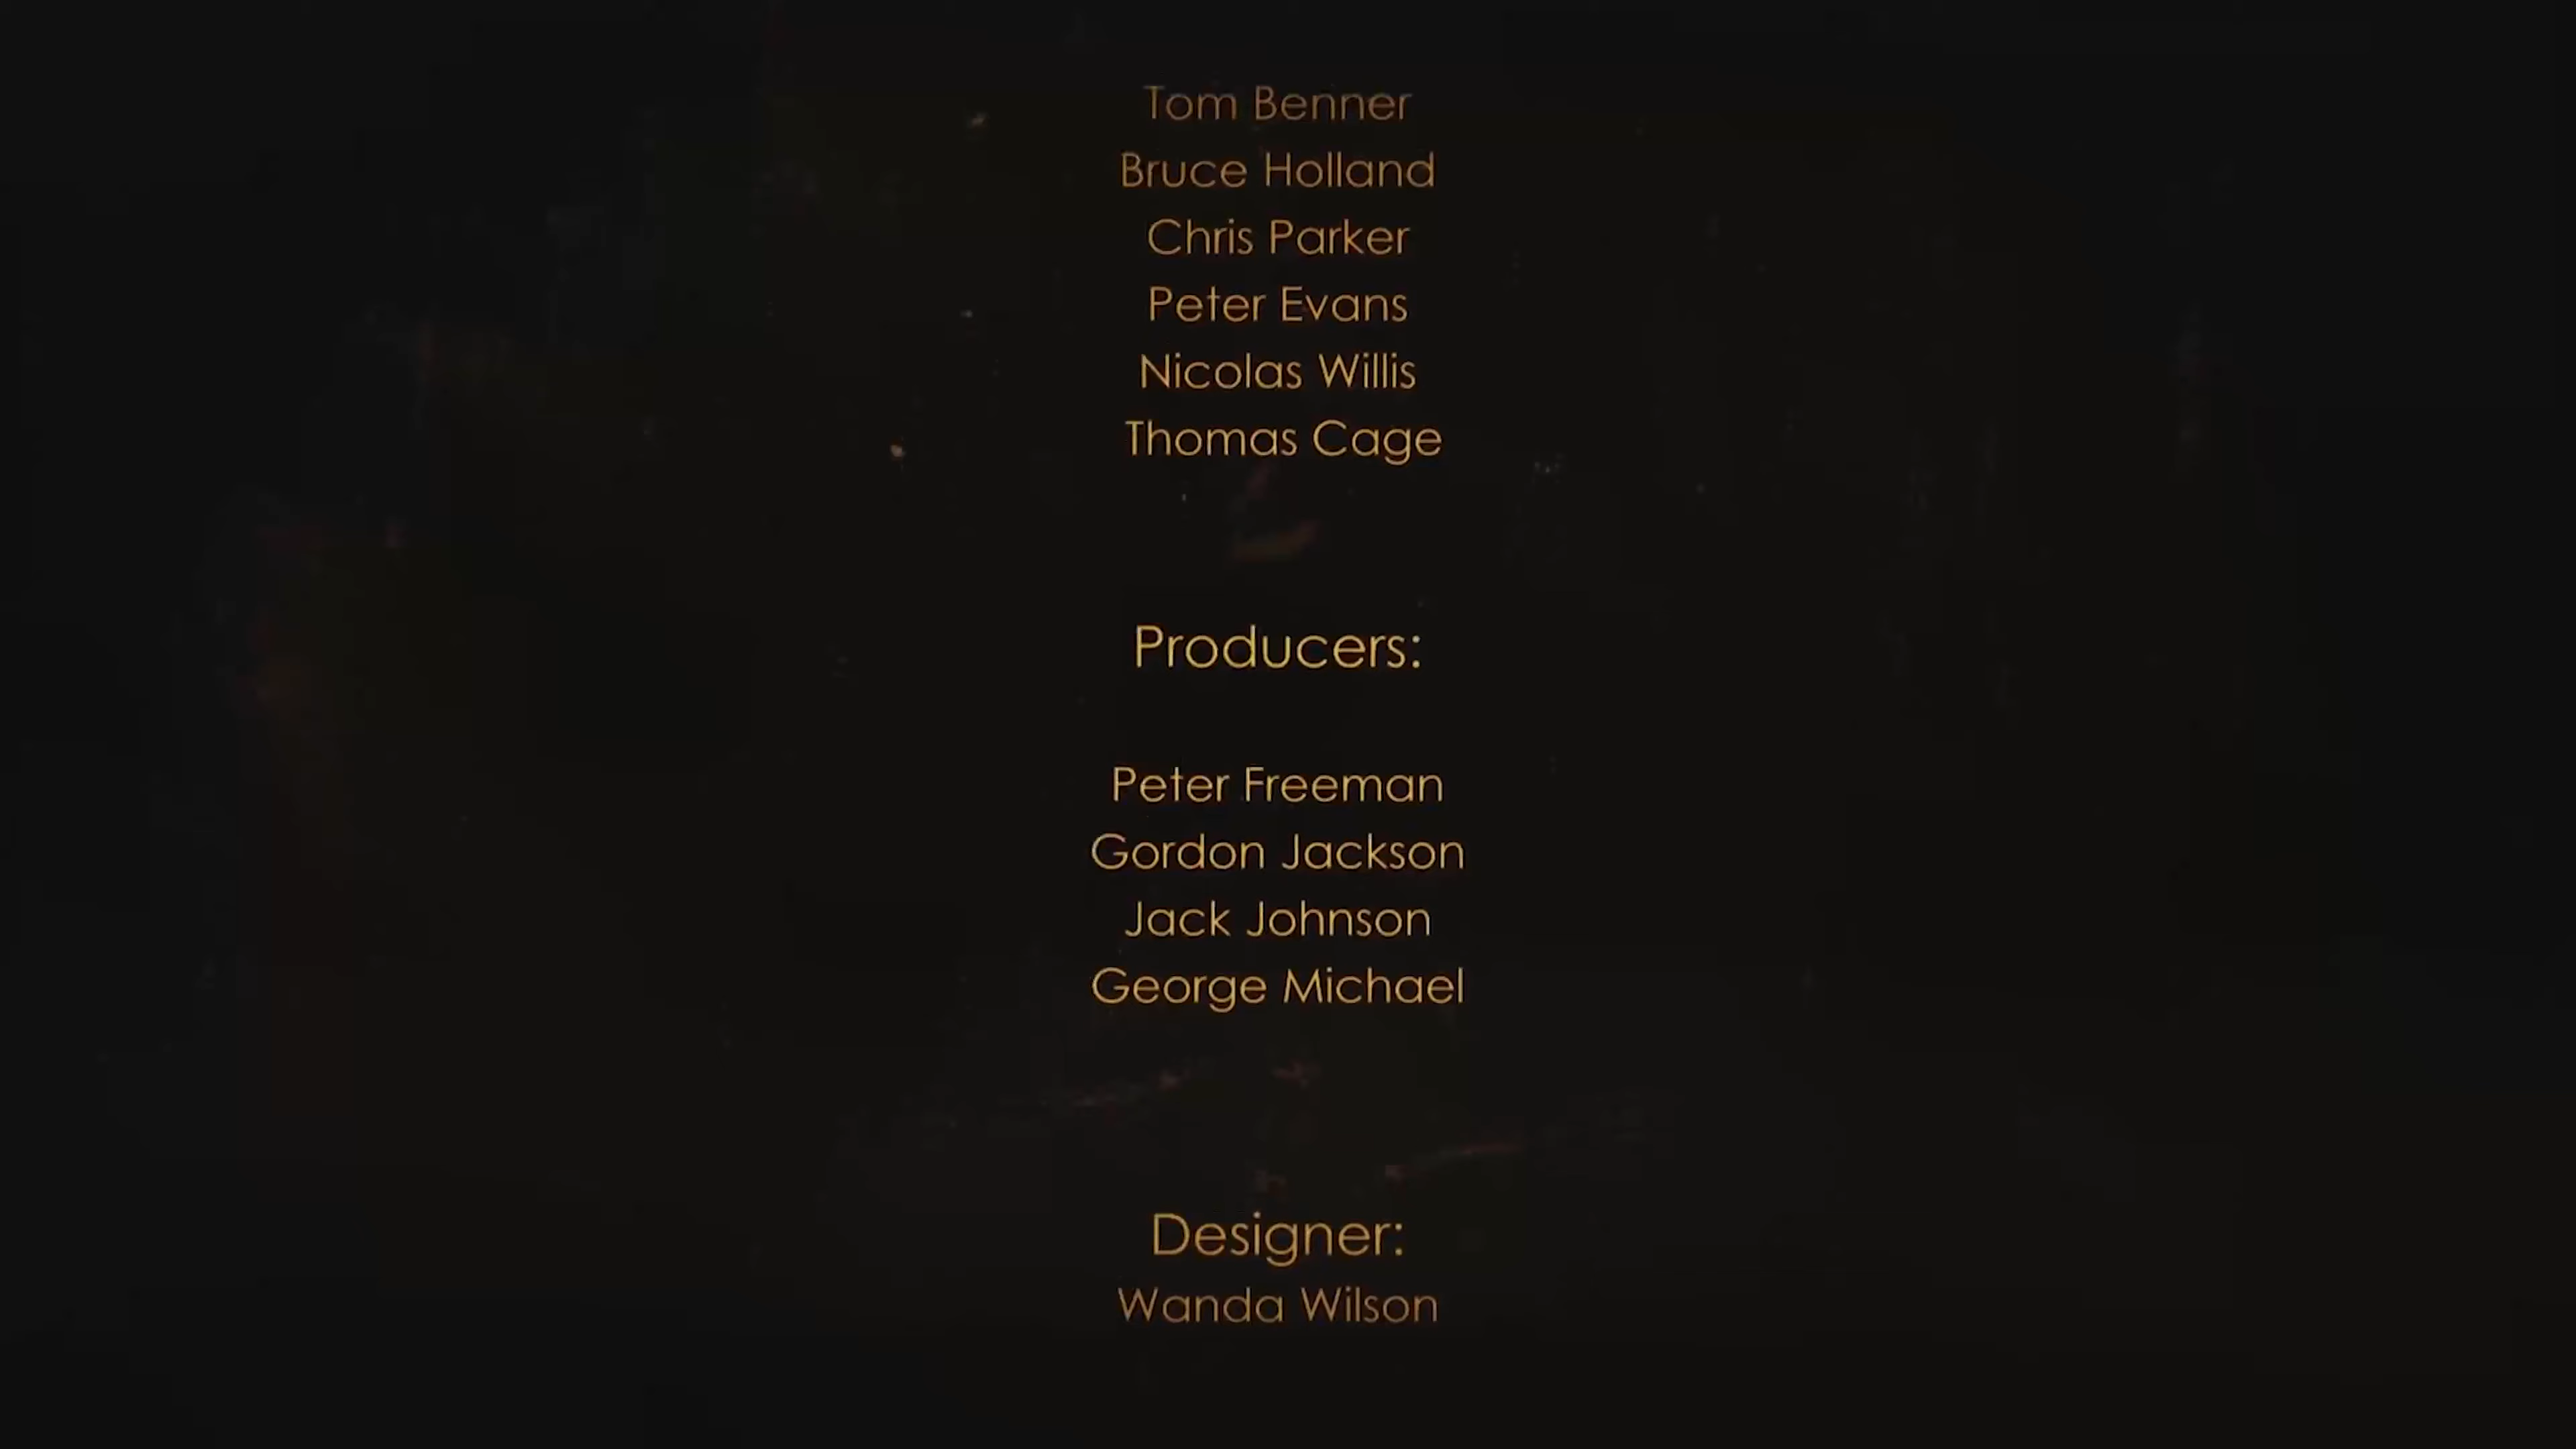 Tom Benner
Bruce Holland
Chris Parker
Peter Evans
Nicolas Willis
Thomas Cage
Producers:
Peter Freeman
Gordon Jackson
Jack Johnson
George Michael
Designer:
Wanda Wilson